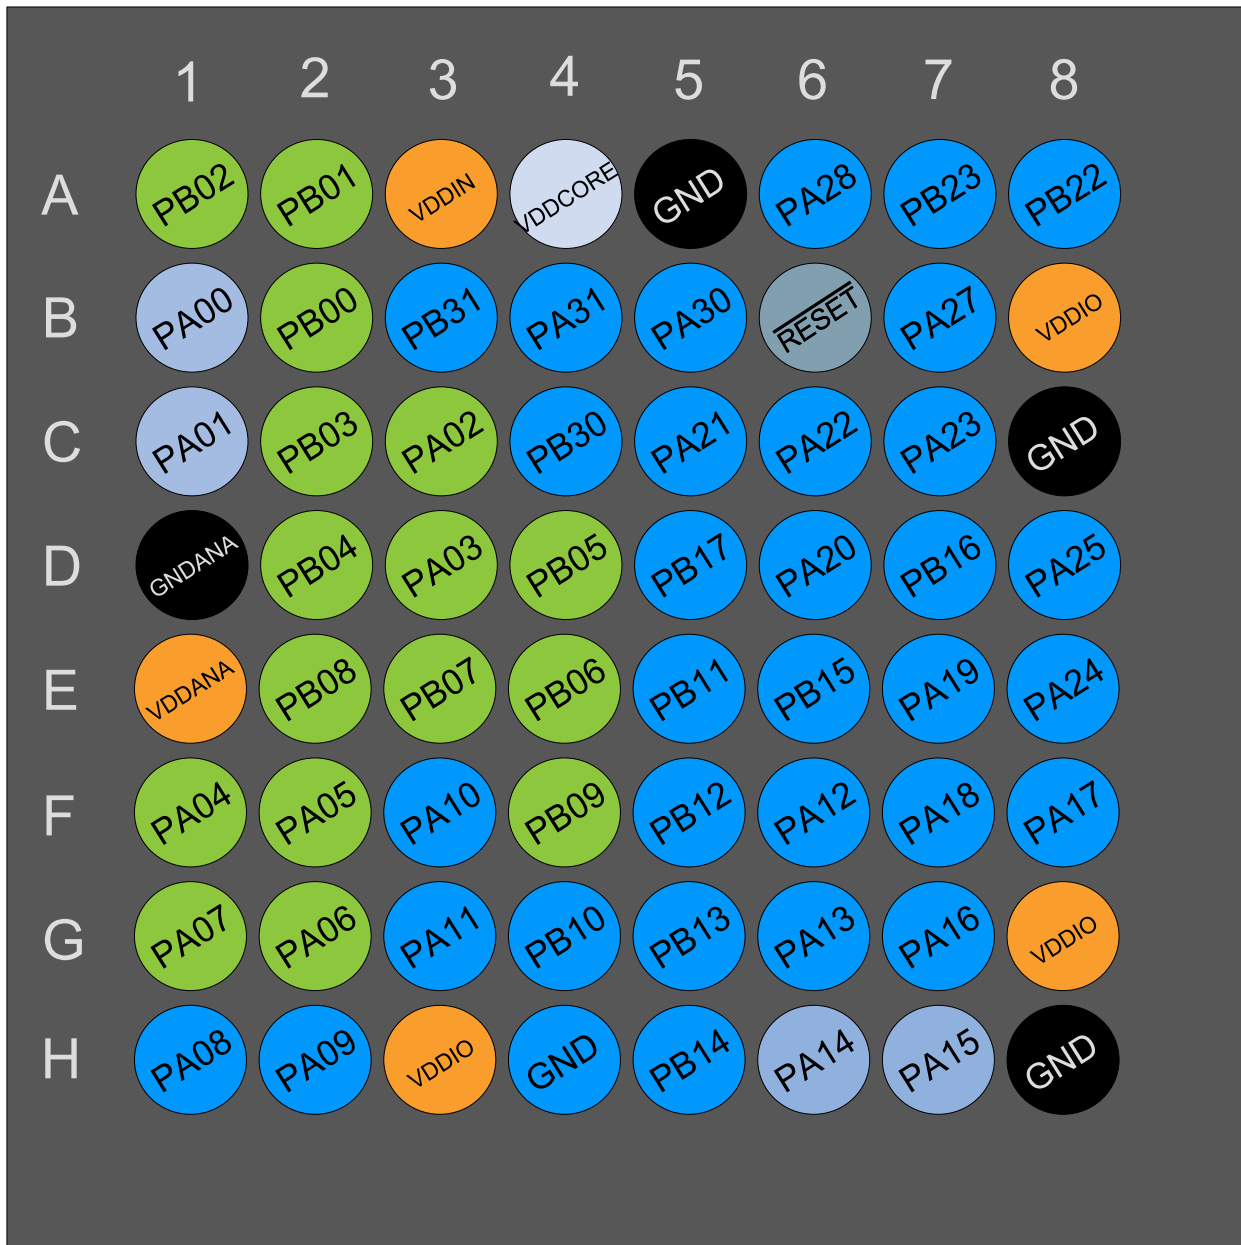 1 2 3 4 5 6 7 8
A PB02 PB01 VDDIN VDDCORE GND PA28 PB23 PB22
B PA00 PB00 PB31 PA31 PA30 RESET PA27 VDDIO
C PA01 PB03 PA02 PB30 PA21 PA22 PA23 GND
D GNDANA PB04 PA03 PB05 PB17 PA20 PB16 PA25
E VDDANA PB08 PB07 PB06 PB11 PB15 PA19 PA24
F PA04 PA05 PA10 PB09 PB12 PA12 PA18 PA17
G PA07 PA06 PA11 PB10 PB13 PA13 PA16 VDDIO
H PA08 PA09 VDDIO GND PB14 PA14 PA15 GND